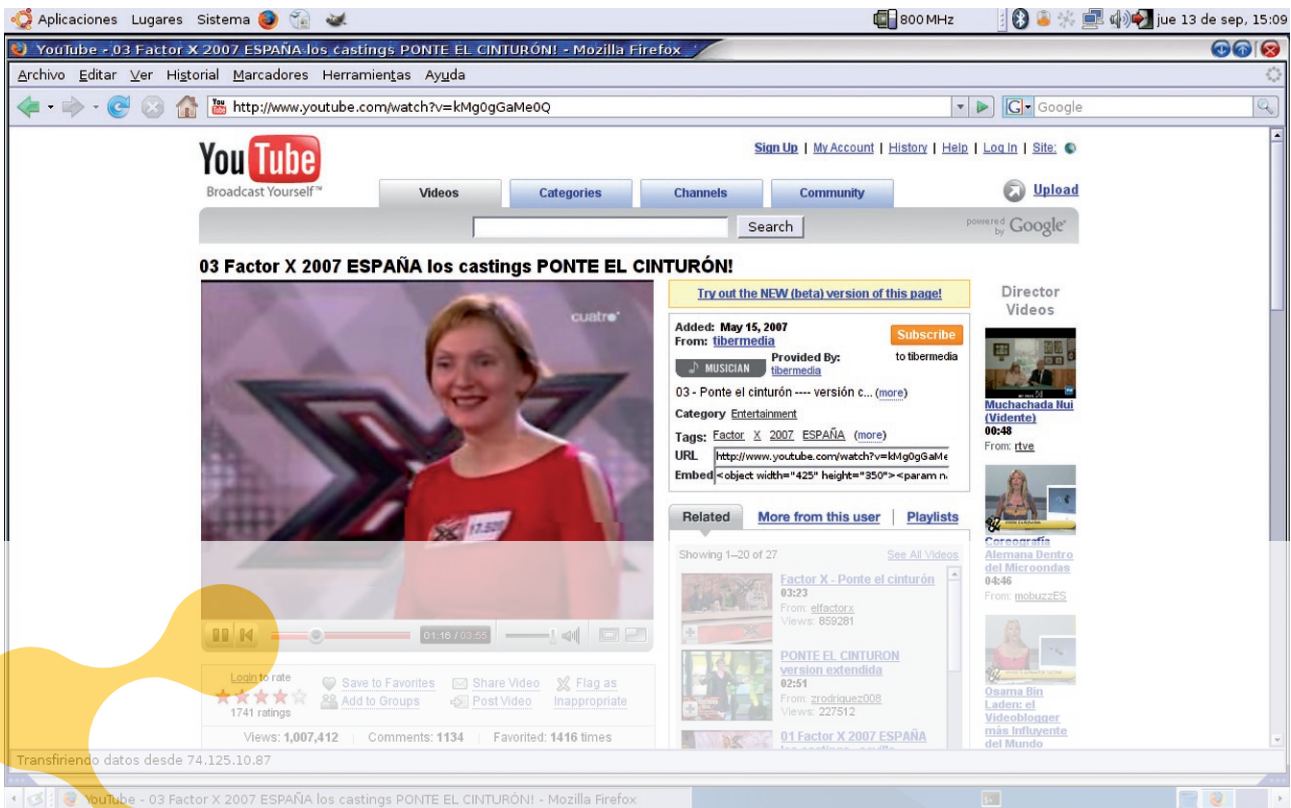 Aplicaciones Lugares Sistema 800 MHz jue 13 de sep, 15:09
YouTube - 03 Factor X 2007 ESPAÑA los castings PONTE EL CINTURÓN! - Mozilla Firefox
Archivo Editar Ver Historial Marcadores Herramientas Ayuda
http://www.youtube.com/watch?v=kMg0gGaMe0Q G Google
You Tube
Broadcast Yourself™
Sign Up | My Account | History | Help | Log In | Site:
Videos Categories Channels Community Upload
Search powered by Google
03 Factor X 2007 ESPAÑA los castings PONTE EL CINTURÓN!
cuatro
17.500
01:16 / 03:55
Login to rate
1741 ratings
Save to Favorites Share Video Flag as
Add to Groups Post Video Inappropriate
Views: 1,007,412 | Comments: 1134 | Favorited: 1416 times
Try out the NEW (beta) version of this page!
Added: May 15, 2007
From: tibermedia
Subscribe
to tibermedia
MUSICIAN
Provided By:
tibermedia
03 - Ponte el cinturón ---- versión c... (more)
Category Entertainment
Tags: Factor X 2007 ESPAÑA (more)
URL http://www.youtube.com/watch?v=kMg0gGaMe
Embed <object width="425" height="350"><param n
Related More from this user | Playlists
Showing 1–20 of 27 See All Videos
Factor X - Ponte el cinturón
03:23
From: elfactorx
Views: 859281
PONTE EL CINTURON
version extendida
02:51
From: zrodriquez008
Views: 227512
01 Factor X 2007 ESPAÑA
Director
Videos
Muchachada Nui
(Vidente)
00:48
From: rtve
Coreografía
Alemana Dentro
del Microondas
04:46
From: mobuzzES
Osama Bin
Laden: el
Videoblogger
más Influyente
del Mundo
Transfiriendo datos desde 74.125.10.87
YouTube - 03 Factor X 2007 ESPAÑA los castings PONTE EL CINTURÓN! - Mozilla Firefox